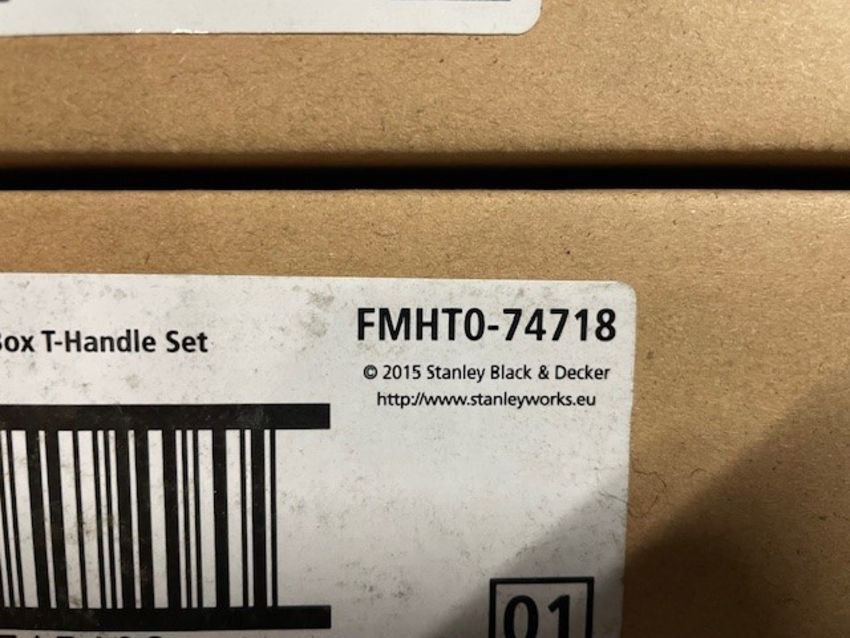 Box T-Handle Set
FMHT0-74718
© 2015 Stanley Black & Decker
http://www.stanleyworks.eu
01